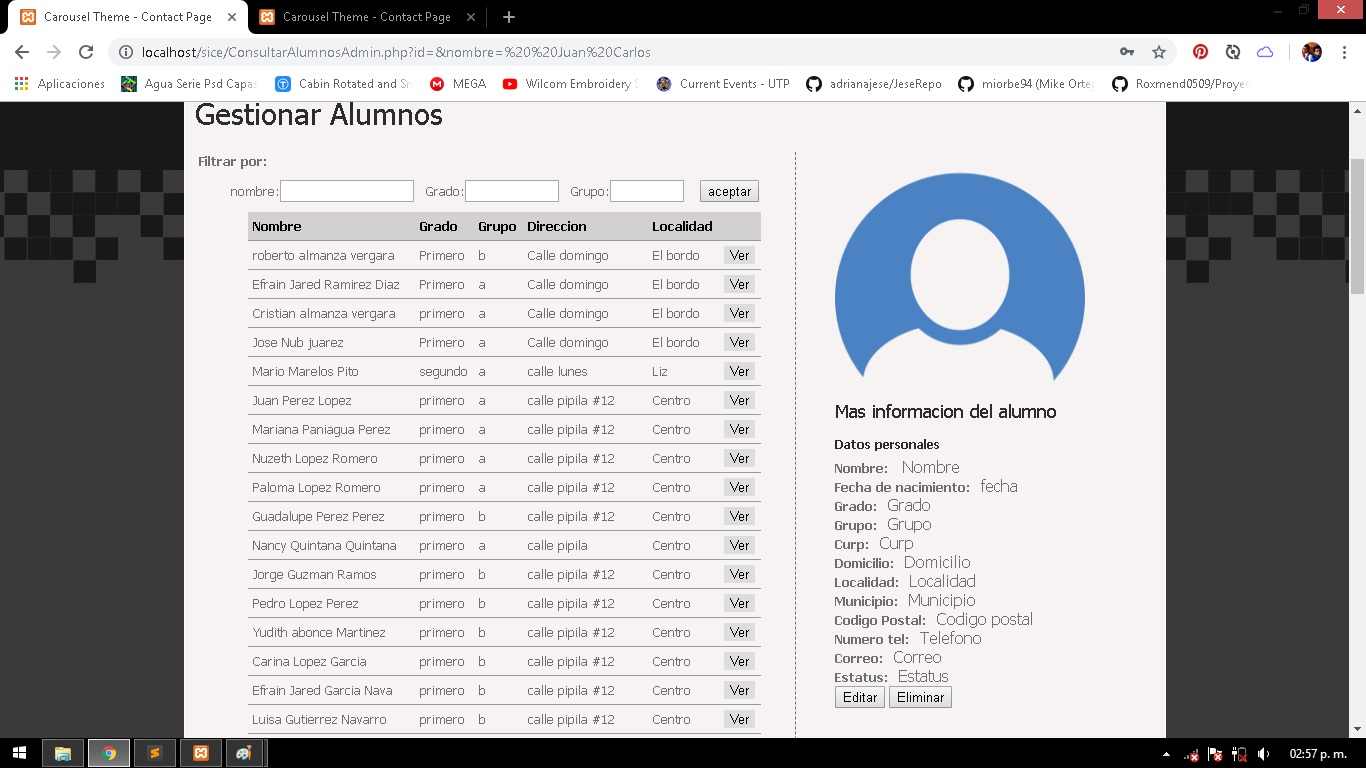 Carousel Theme - Contact Page
Carousel Theme - Contact Page
localhost/sice/ConsultarAlumnosAdmin.php?id=&nombre=%20%20Juan%20Carlos
Aplicaciones Agua Serie Psd Capas Cabin Rotated and Sn MEGA Wilcom Embroidery S Current Events - UTP adrianajese/JeseRepo miorbe94 (Mike Orteg Roxmend0509/Proyec
Gestionar Alumnos
Filtrar por:
nombre: Grado: Grupo: aceptar
Nombre Grado Grupo Direccion Localidad
roberto almanza vergara Primero b Calle domingo El bordo Ver
Efrain Jared Ramirez Diaz Primero a Calle domingo El bordo Ver
Cristian almanza vergara primero a Calle domingo El bordo Ver
Jose Nub juarez Primero a Calle domingo El bordo Ver
Mario Marelos Pito segundo a calle lunes Liz Ver
Juan Perez Lopez primero a calle pipila #12 Centro Ver
Mariana Paniagua Perez primero a calle pipila #12 Centro Ver
Nuzeth Lopez Romero primero a calle pipila #12 Centro Ver
Paloma Lopez Romero primero a calle pipila #12 Centro Ver
Guadalupe Perez Perez primero b calle pipila #12 Centro Ver
Nancy Quintana Quintana primero a calle pipila Centro Ver
Jorge Guzman Ramos primero b calle pipila #12 Centro Ver
Pedro Lopez Perez primero b calle pipila #12 Centro Ver
Yudith abonce Martinez primero b calle pipila #12 Centro Ver
Carina Lopez Garcia primero b calle pipila #12 Centro Ver
Efrain Jared Garcia Nava primero b calle pipila #12 Centro Ver
Luisa Gutierrez Navarro primero b calle pipila #12 Centro Ver
Mas informacion del alumno
Datos personales
Nombre: Nombre
Fecha de nacimiento: fecha
Grado: Grado
Grupo: Grupo
Curp: Curp
Domicilio: Domicilio
Localidad: Localidad
Municipio: Municipio
Codigo Postal: Codigo postal
Numero tel: Telefono
Correo: Correo
Estatus: Estatus
Editar Eliminar
02:57 p. m.